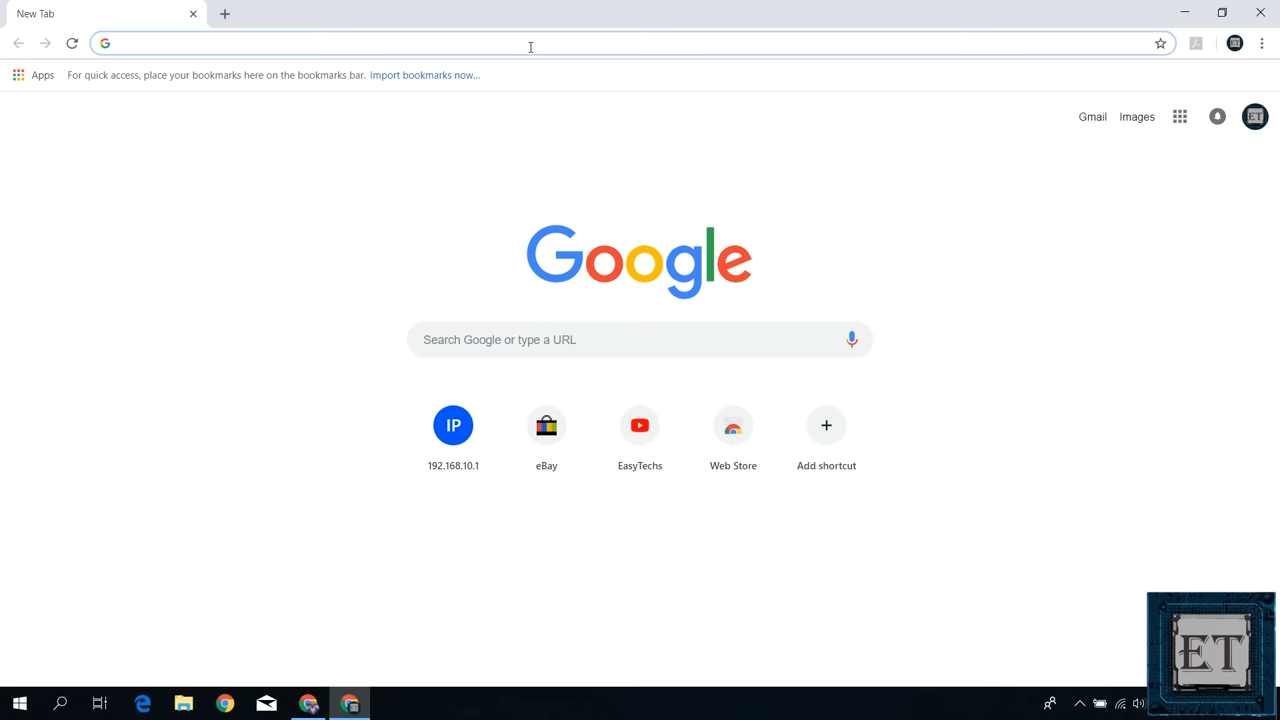 New Tab
Apps For quick access, place your bookmarks here on the bookmarks bar. Import bookmarks now...
Gmail Images ET
Google
Search Google or type a URL
IP
192.168.10.1 eBay EasyTechs Web Store Add shortcut
ET